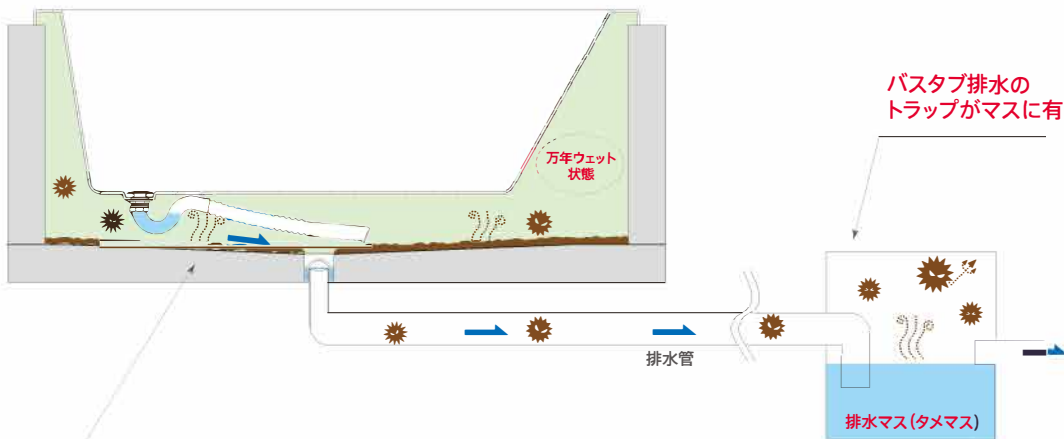 バスタブ排水の
トラップがマスに有
万年ウェット
状態
排水管
排水マス(タメマス)